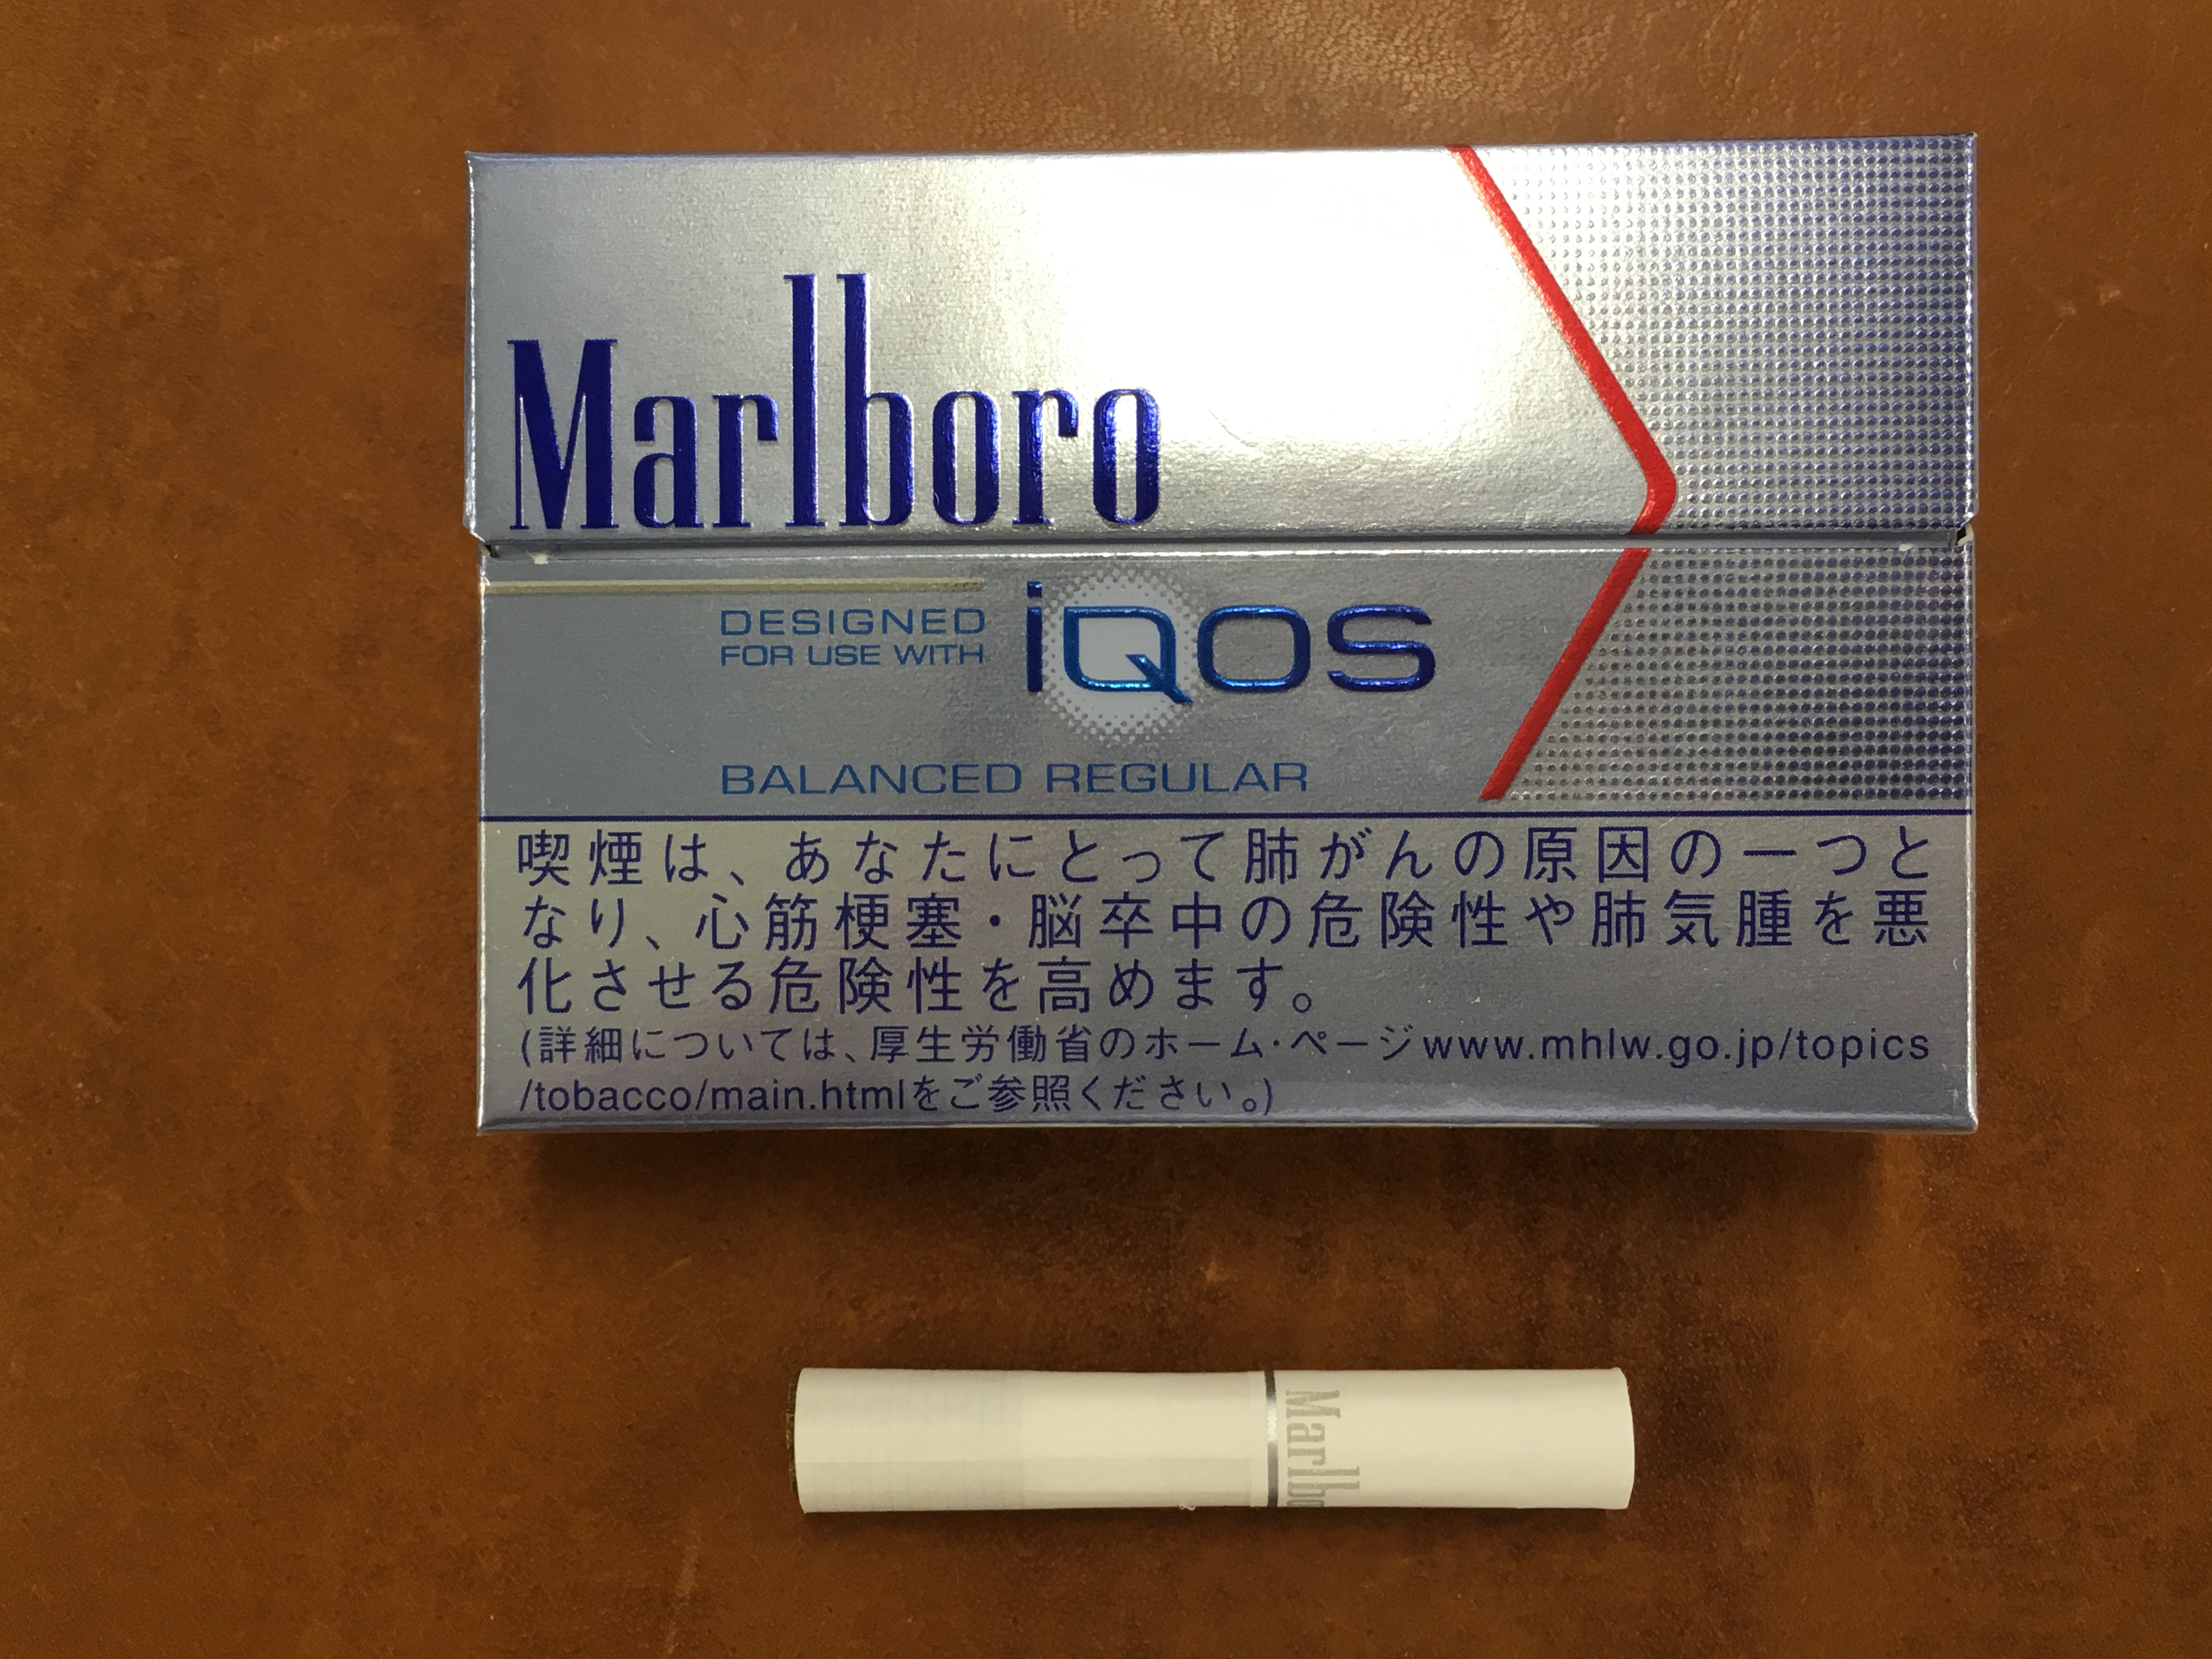 Marlboro
DESIGNED
FOR USE WITH
iQOS
BALANCED REGULAR
喫煙は、あなたにとって肺がんの原因の一つと
なり、心筋梗塞・脳卒中の危険性や肺気腫を悪
化させる危険性を高めます。
(詳細については、厚生労働省のホーム・ページwww.mhlw.go.jp/topics
/tobacco/main.htmlをご参照ください。)
Marlbo